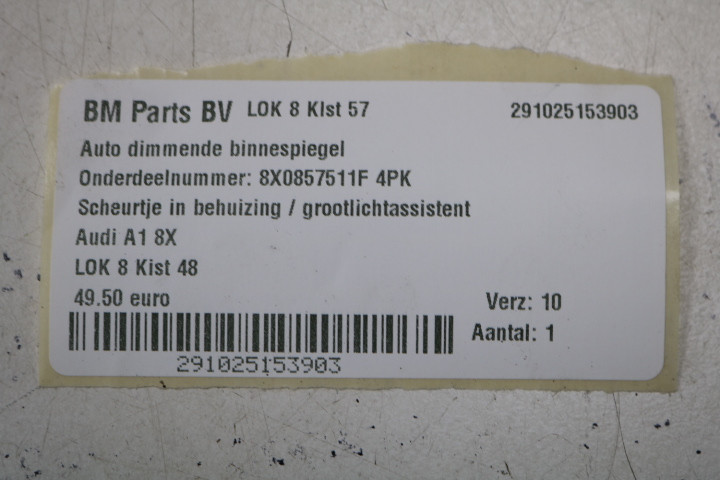 BM Parts BV LOK 8 Klst 57 291025153903
Auto dimmende binnespiegel
Onderdeelnummer: 8X0857511F 4PK
Scheurtje in behuizing / grootlichtassistent
Audi A1 8X
LOK 8 Kist 48
49.50 euro Verz: 10
Aantal: 1
291025153903